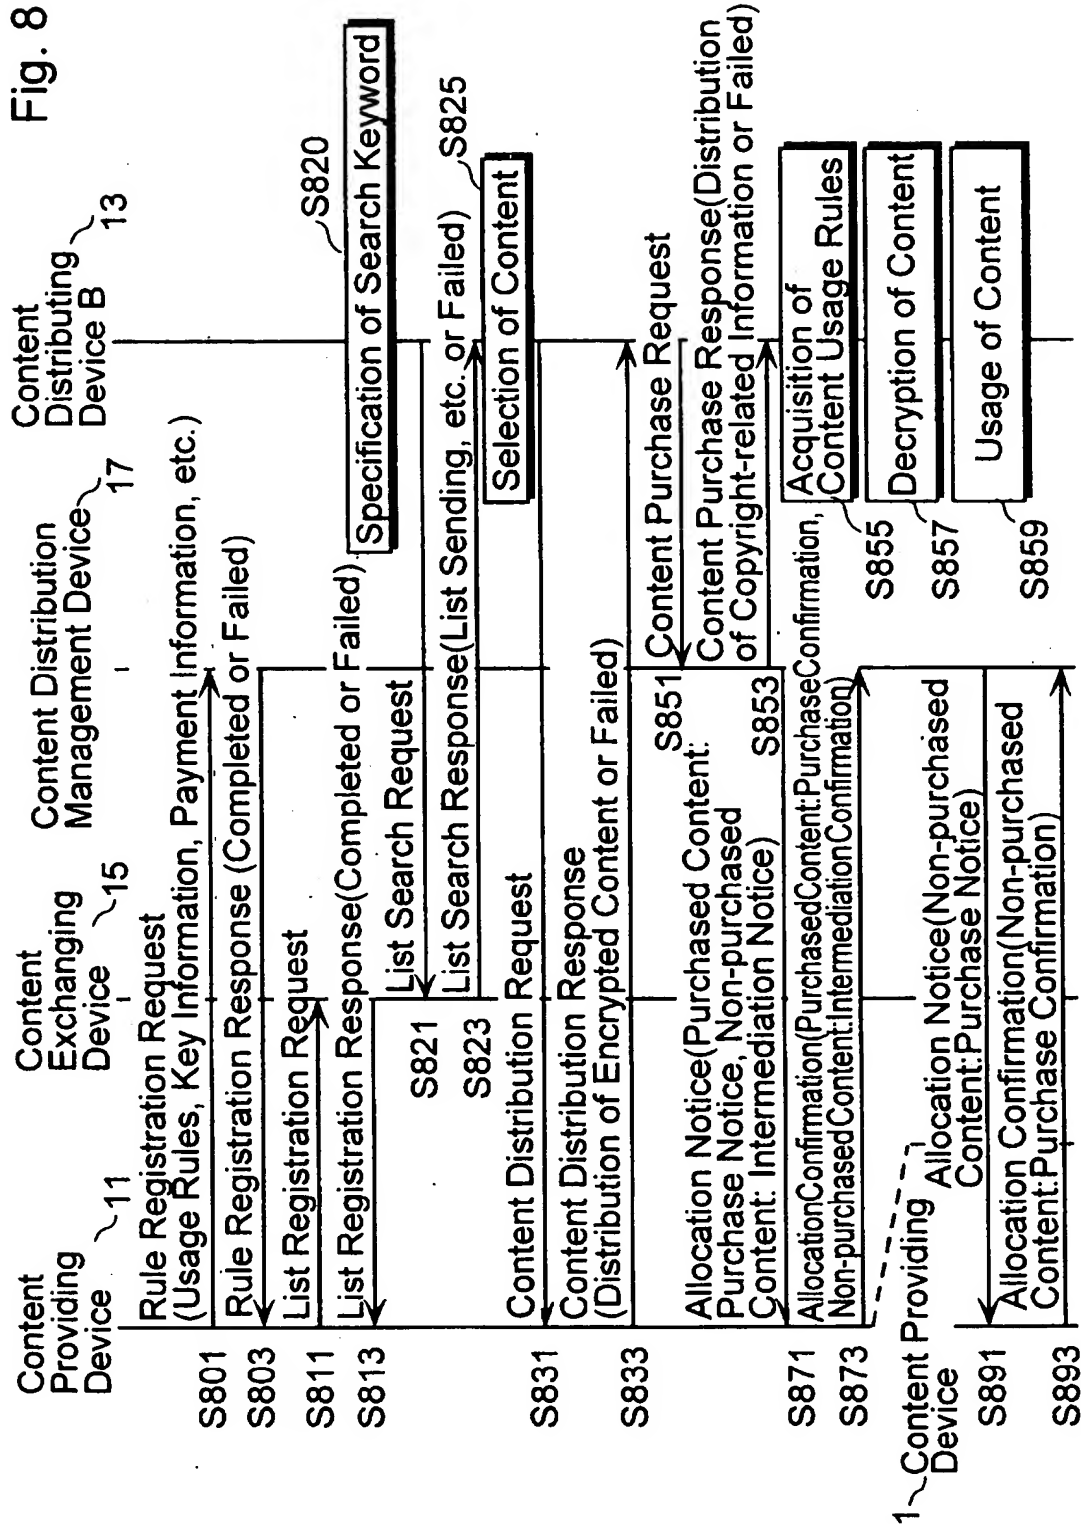 Fig. 8
Content
Providing
Device
11
Content
Exchanging
Device
15
Content Distribution
Management Device
17
Content
Distributing
Device B
13
S801
Rule Registration Request
(Usage Rules, Key Information, Payment Information, etc.)
S803
Rule Registration Response (Completed or Failed)
S811
List Registration Request
S813
List Registration Response(Completed or Failed)
S820
Specification of Search Keyword
S821
List Search Request
S823
List Search Response(List Sending, etc. or Failed)
S825
Selection of Content
S831
Content Distribution Request
S833
Content Distribution Response
(Distribution of Encrypted Content or Failed)
S851
Content Purchase Request
S853
Content Purchase Response(Distribution
of Copyright-related Information or Failed)
S871
Allocation Notice(Purchased Content:
Purchase Notice, Non-purchased
Content: Intermediation Notice)
S855
Acquisition of
Content Usage Rules
S873
AllocationConfirmation(PurchasedContent:PurchaseConfirmation,
Non-purchasedContent:IntermediationConfirmation)
S857
Decryption of Content
S859
Usage of Content
1
Content Providing
Device
S891
Allocation Notice(Non-purchased
Content:Purchase Notice)
S893
Allocation Confirmation(Non-purchased
Content:Purchase Confirmation)